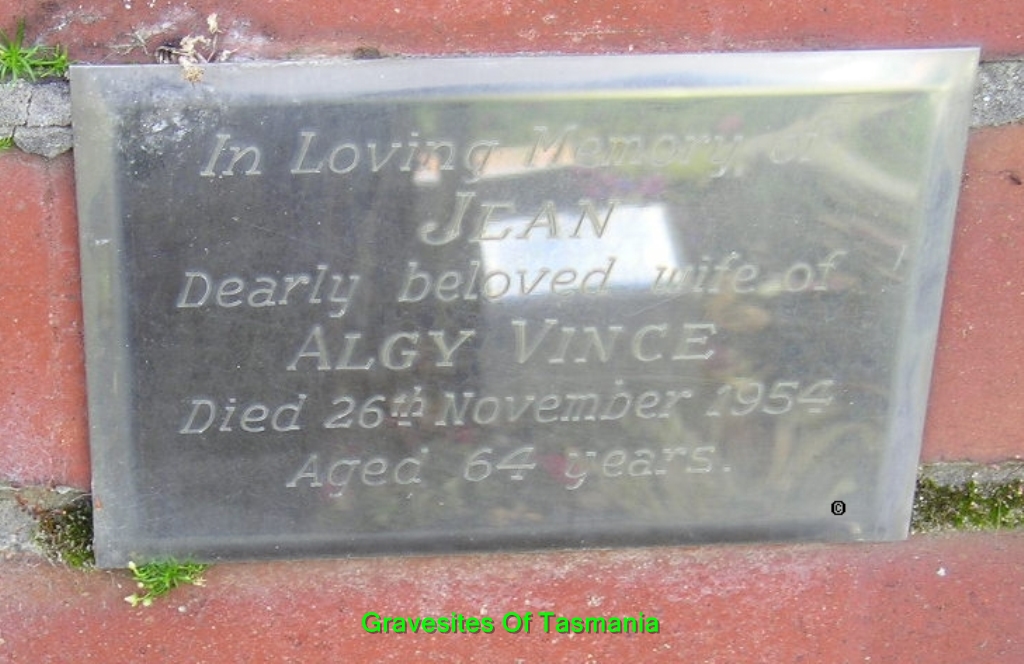 In Loving Memory of
JEAN
Dearly beloved wife of
ALGY VINCE
Died 26th November 1954
Aged 64 years.
©
Gravesites Of Tasmania